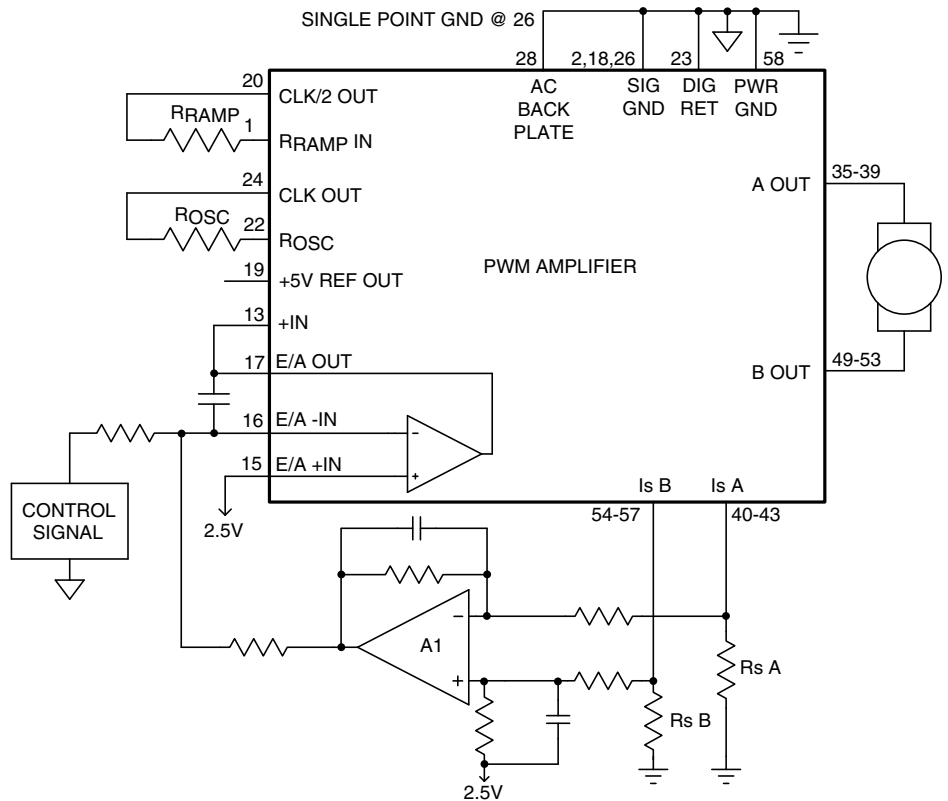 SINGLE POINT GND @ 26
28
2,18,26
23
58
AC
BACK
PLATE
SIG
GND
DIG
RET
PWR
GND
20
CLK/2 OUT
RRAMP
1
RRAMP IN
24
CLK OUT
ROSC
22
ROSC
19
+5V REF OUT
13
+IN
17
E/A OUT
16
E/A -IN
-
15
E/A +IN
+
2.5V
PWM AMPLIFIER
A OUT
35-39
B OUT
49-53
Is B
Is A
54-57
40-43
CONTROL
SIGNAL
A1
–
+
Rs A
Rs B
2.5V